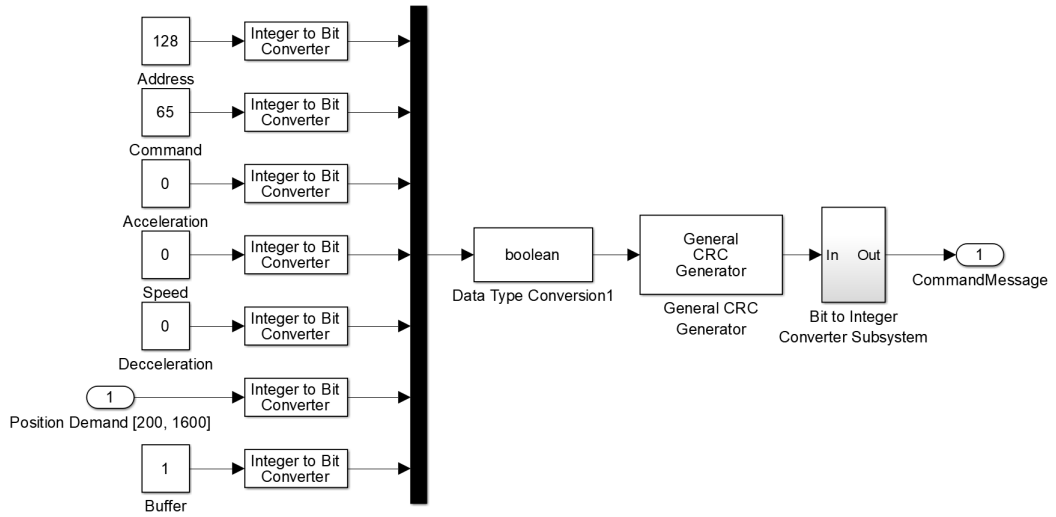 128
Integer to Bit
Converter
Address
65
Integer to Bit
Converter
Command
0
Integer to Bit
Converter
Acceleration
0
Integer to Bit
Converter
Speed
0
Integer to Bit
Converter
Decceleration
1
Integer to Bit
Converter
Position Demand [200, 1600]
1
Integer to Bit
Converter
Buffer
boolean
Data Type Conversion1
General
CRC
Generator
General CRC
Generator
In Out
Bit to Integer
Converter Subsystem
1
CommandMessage